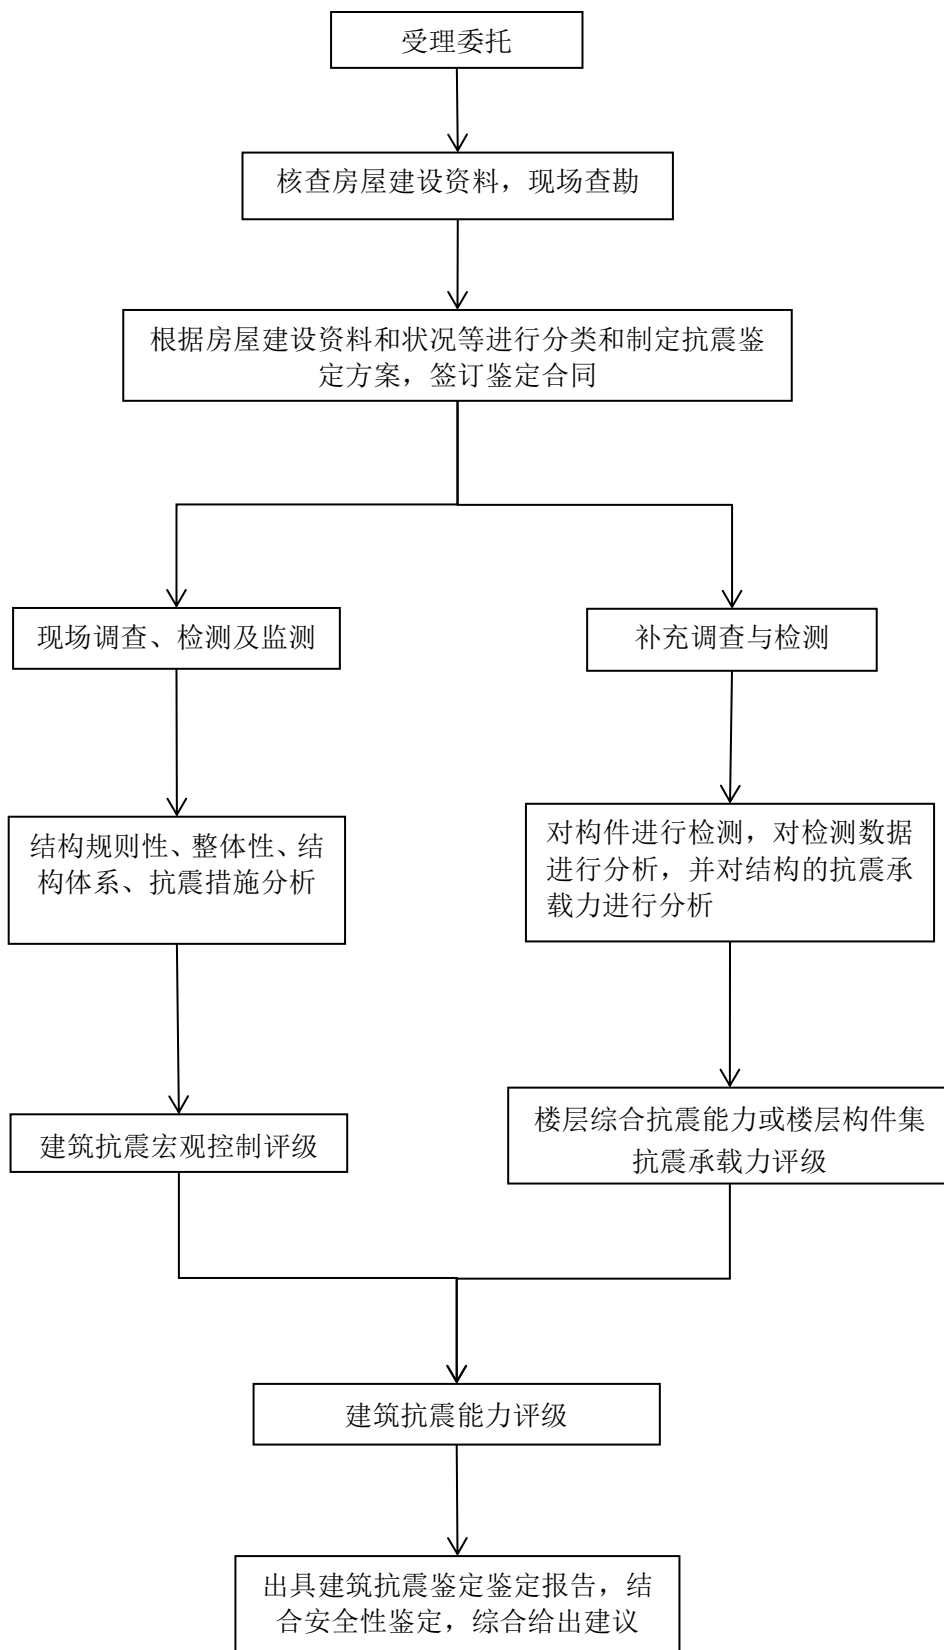 受理委托
核查房屋建设资料，现场查勘
根据房屋建设资料和状况等进行分类和制定抗震鉴
定方案，签订鉴定合同
现场调查、检测及监测
补充调查与检测
结构规则性、整体性、结
构体系、抗震措施分析
对构件进行检测，对检测数据
进行分析，并对结构的抗震承
载力进行分析
建筑抗震宏观控制评级
楼层综合抗震能力或楼层构件集
抗震承载力评级
建筑抗震能力评级
出具建筑抗震鉴定鉴定报告，结
合安全性鉴定，综合给出建议